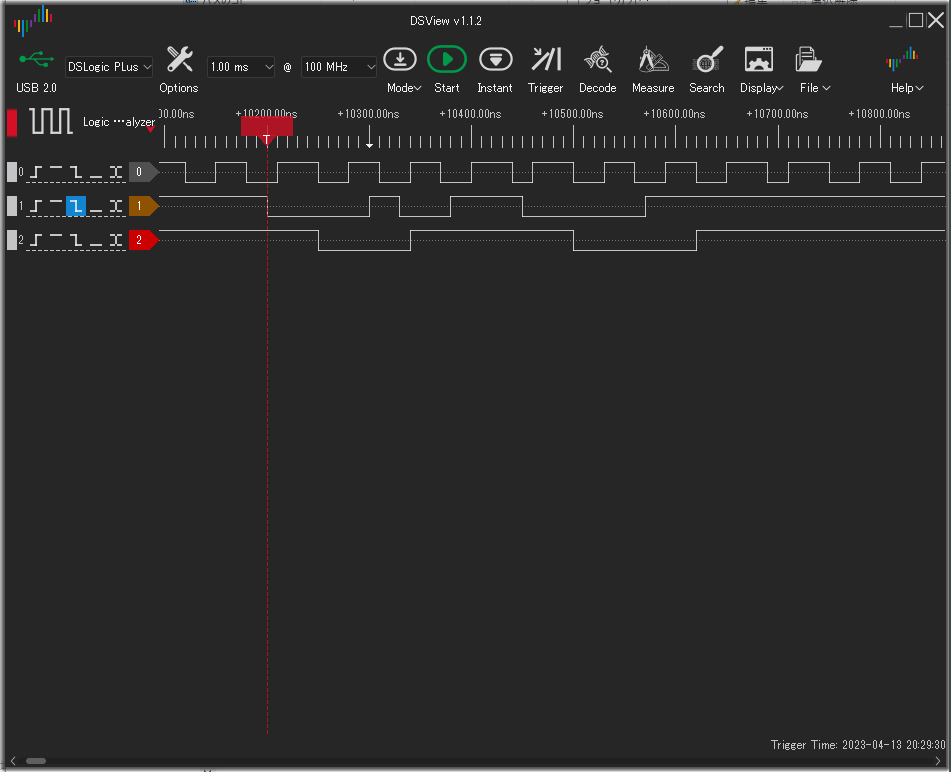 DSView v1.1.2
DSLogic PLus
1.00 ms
@
100 MHz
USB 2.0
Options
Mode
Start
Instant
Trigger
Decode
Measure
Search
Display
File
Help
Logic …alyzer
00.00ns +10200.00ns +10300.00ns +10400.00ns +10500.00ns +10600.00ns +10700.00ns +10800.00ns
T
0 0
1 1
2 2
Trigger Time: 2023-04-13 20:29:30